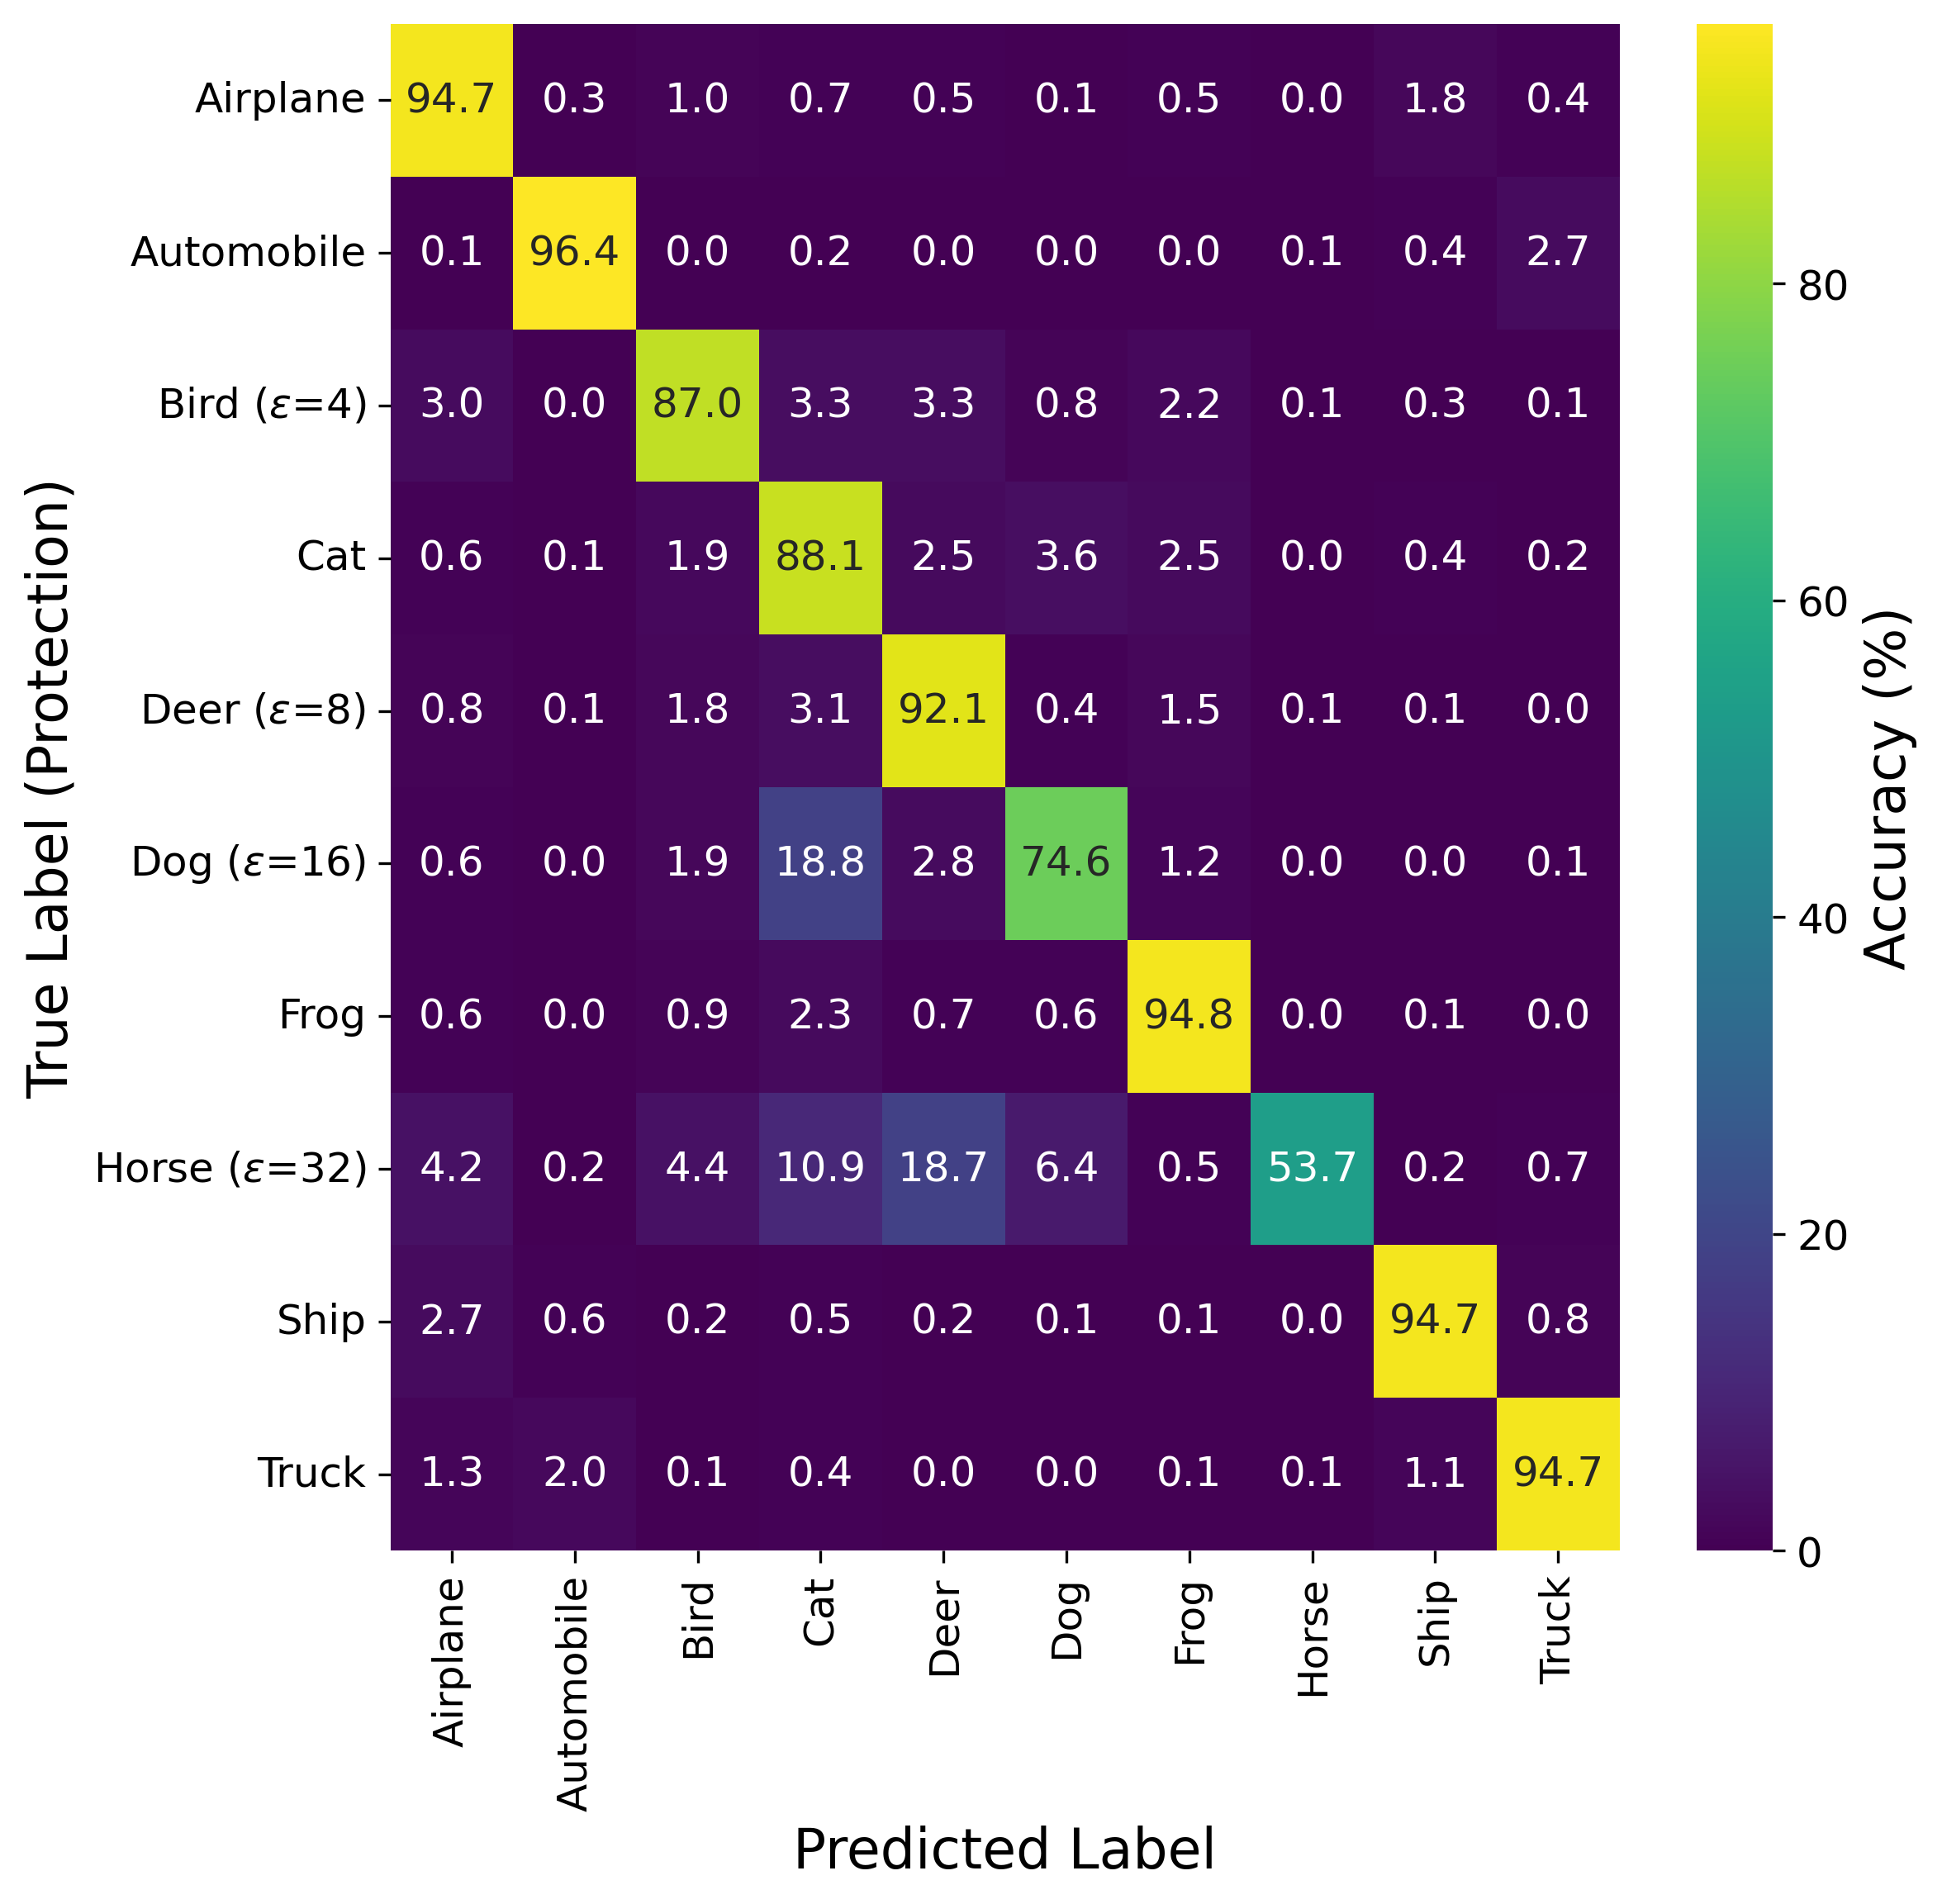 Airplane 94.7 0.3 1.0 0.7 0.5 0.1 0.5 0.0 1.8 0.4
Automobile 0.1 96.4 0.0 0.2 0.0 0.0 0.0 0.1 0.4 2.7
Bird (ε=4) 3.0 0.0 87.0 3.3 3.3 0.8 2.2 0.1 0.3 0.1
Cat 0.6 0.1 1.9 88.1 2.5 3.6 2.5 0.0 0.4 0.2
Deer (ε=8) 0.8 0.1 1.8 3.1 92.1 0.4 1.5 0.1 0.1 0.0
Dog (ε=16) 0.6 0.0 1.9 18.8 2.8 74.6 1.2 0.0 0.0 0.1
Frog 0.6 0.0 0.9 2.3 0.7 0.6 94.8 0.0 0.1 0.0
Horse (ε=32) 4.2 0.2 4.4 10.9 18.7 6.4 0.5 53.7 0.2 0.7
Ship 2.7 0.6 0.2 0.5 0.2 0.1 0.1 0.0 94.7 0.8
Truck 1.3 2.0 0.1 0.4 0.0 0.0 0.1 0.1 1.1 94.7
True Label (Protection)
Airplane
Automobile
Bird
Cat
Deer
Dog
Frog
Horse
Ship
Truck
Predicted Label
80
60
40
20
0
Accuracy (%)